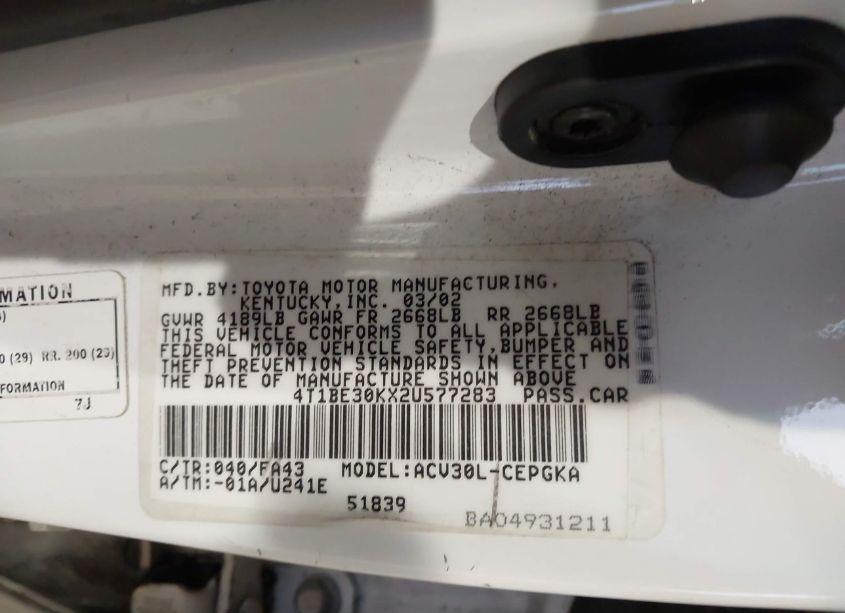 MATION
0 (29) RR. 200 (29)
FORMATION
7J
MFD.BY:TOYOTA MOTOR MANUFACTURING,
KENTUCKY,INC. 03/02
GVWR 4189LB GAWR FR 2668LB RR 2668LB
THIS VEHICLE CONFORMS TO ALL APPLICABLE
FEDERAL MOTOR VEHICLE SAFETY,BUMPER AND
THEFT PREVENTION STANDARDS IN EFFECT ON
THE DATE OF MANUFACTURE SHOWN ABOVE
4T1BE30KX2U577283 PASS.CAR
C/TR:040/FA43 MODEL:ACV30L-CEPGKA
A/TM:-01A/U241E
51839
BA04931211